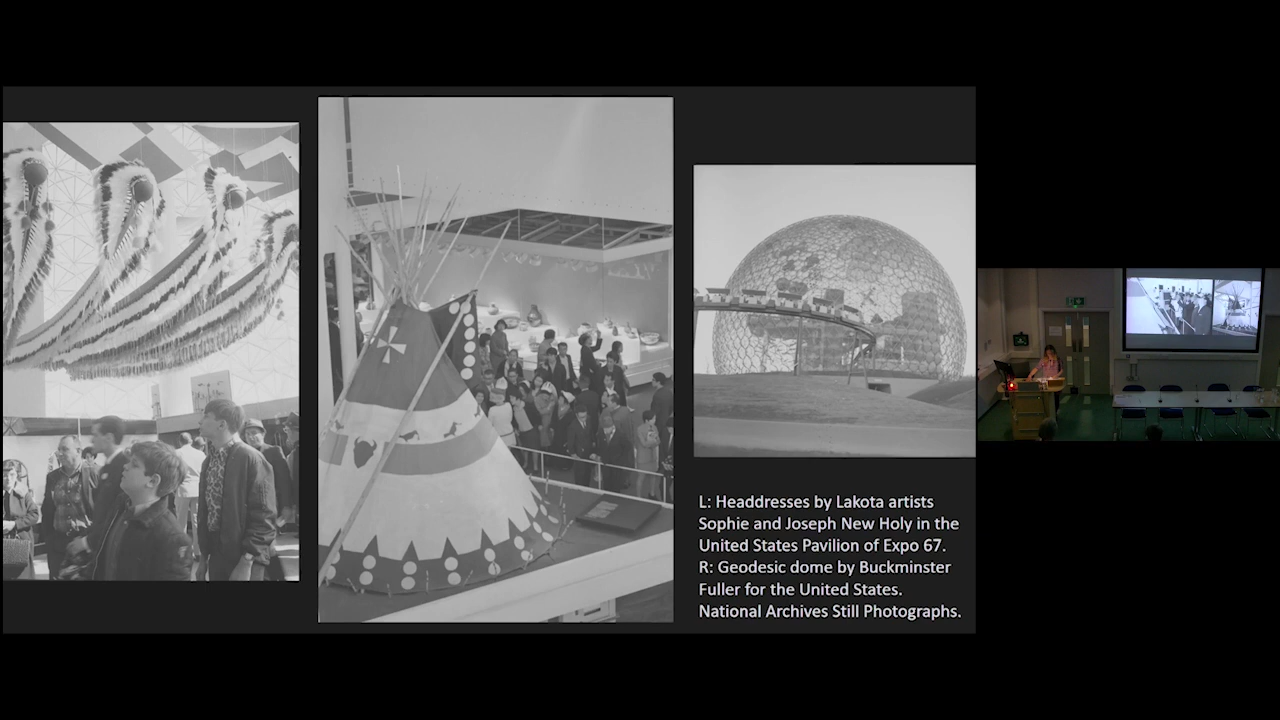 L: Headdresses by Lakota artists
Sophie and Joseph New Holy in the
United States Pavilion of Expo 67.
R: Geodesic dome by Buckminster
Fuller for the United States.
National Archives Still Photographs.